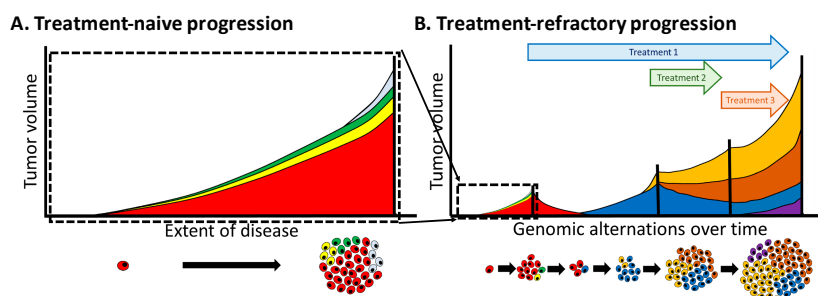 A. Treatment-naive progression
Tumor volume
Extent of disease
B. Treatment-refractory progression
Treatment 1
Treatment 2
Treatment 3
Tumor volume
Genomic alternations over time